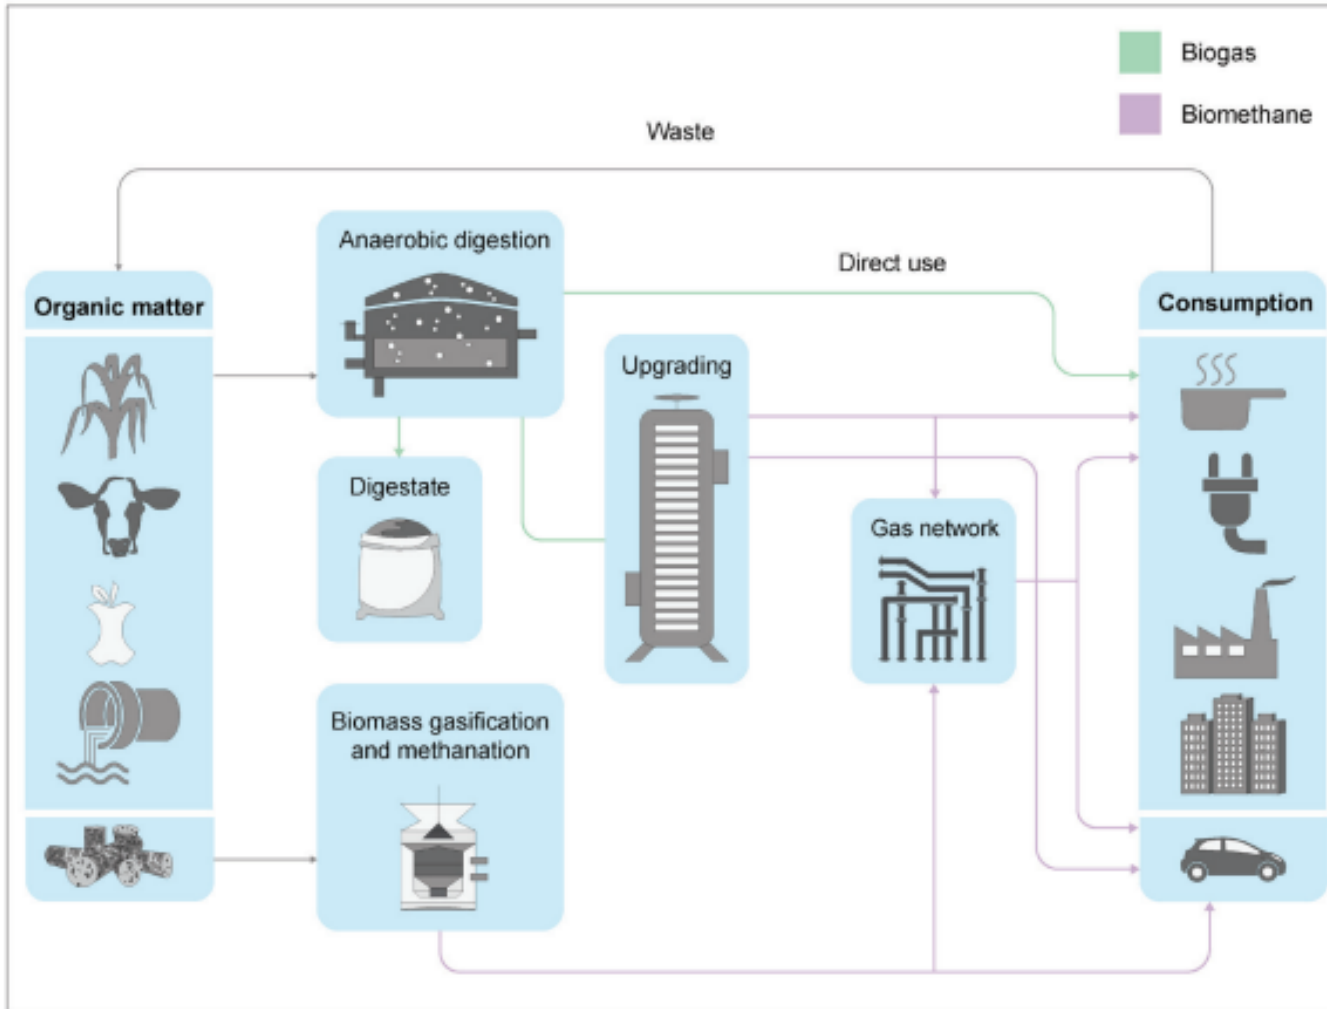 Biogas
Biomethane
Waste
Anaerobic digestion
Direct use
Organic matter
Consumption
Upgrading
Digestate
Gas network
Biomass gasification
and methanation